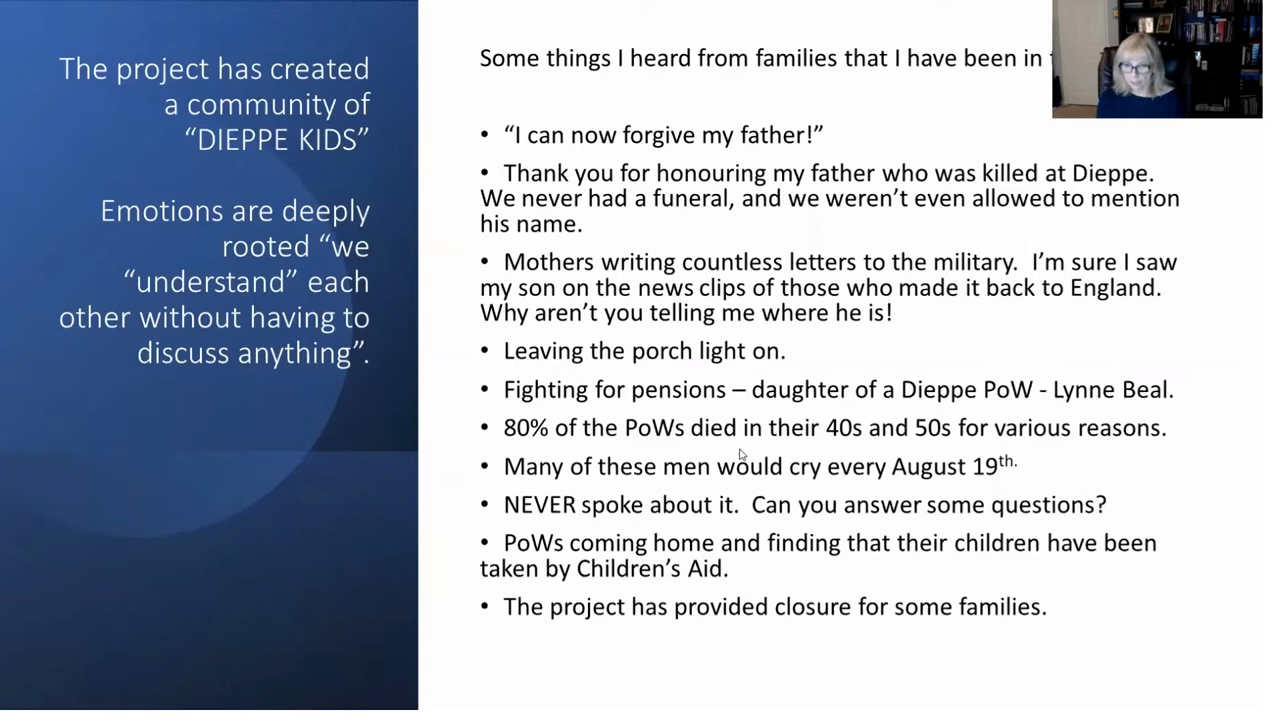 The project has created
a community of
“DIEPPE KIDS”
Emotions are deeply
rooted “we
“understand” each
other without having to
discuss anything”.
Some things I heard from families that I have been in
• “I can now forgive my father!”
• Thank you for honouring my father who was killed at Dieppe.
We never had a funeral, and we weren’t even allowed to mention
his name.
• Mothers writing countless letters to the military.  I’m sure I saw
my son on the news clips of those who made it back to England.
Why aren’t you telling me where he is!
• Leaving the porch light on.
• Fighting for pensions – daughter of a Dieppe PoW - Lynne Beal.
• 80% of the PoWs died in their 40s and 50s for various reasons.
• Many of these men would cry every August 19th.
• NEVER spoke about it.  Can you answer some questions?
• PoWs coming home and finding that their children have been
taken by Children’s Aid.
• The project has provided closure for some families.